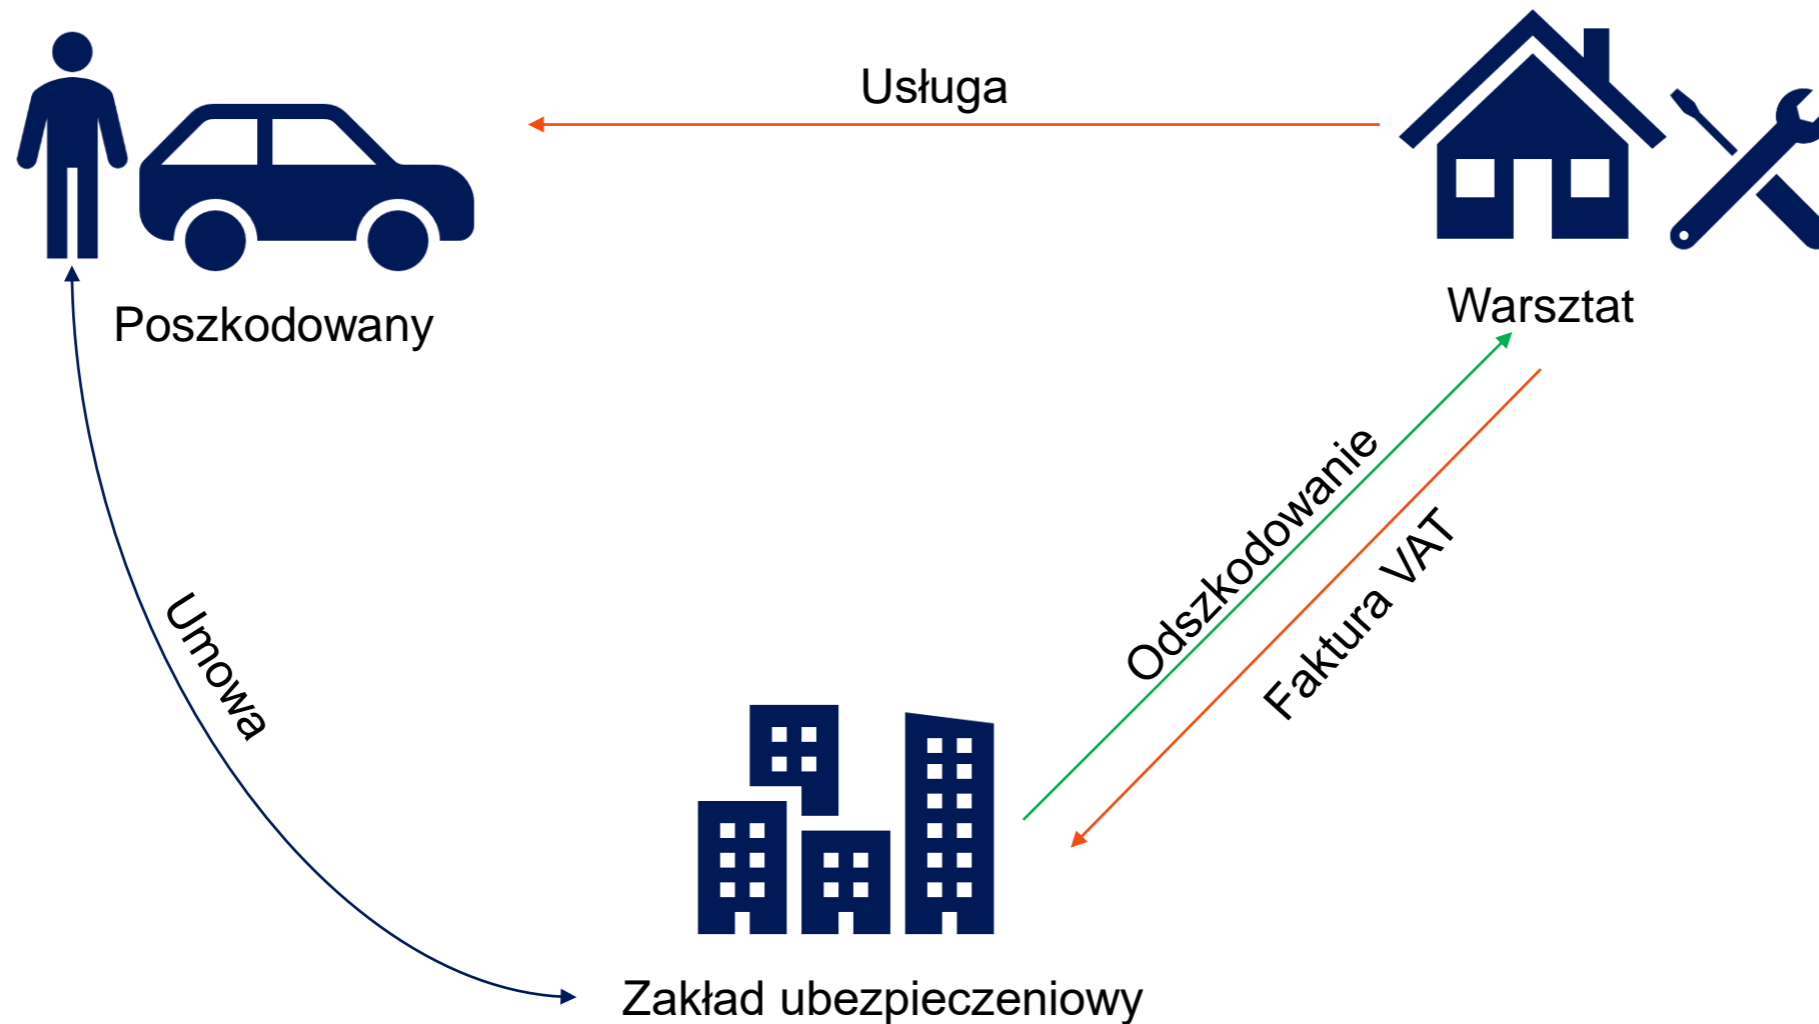 Usługa
Poszkodowany
Warsztat
Odszkodowanie
Faktura VAT
Umowa
Zakład ubezpieczeniowy